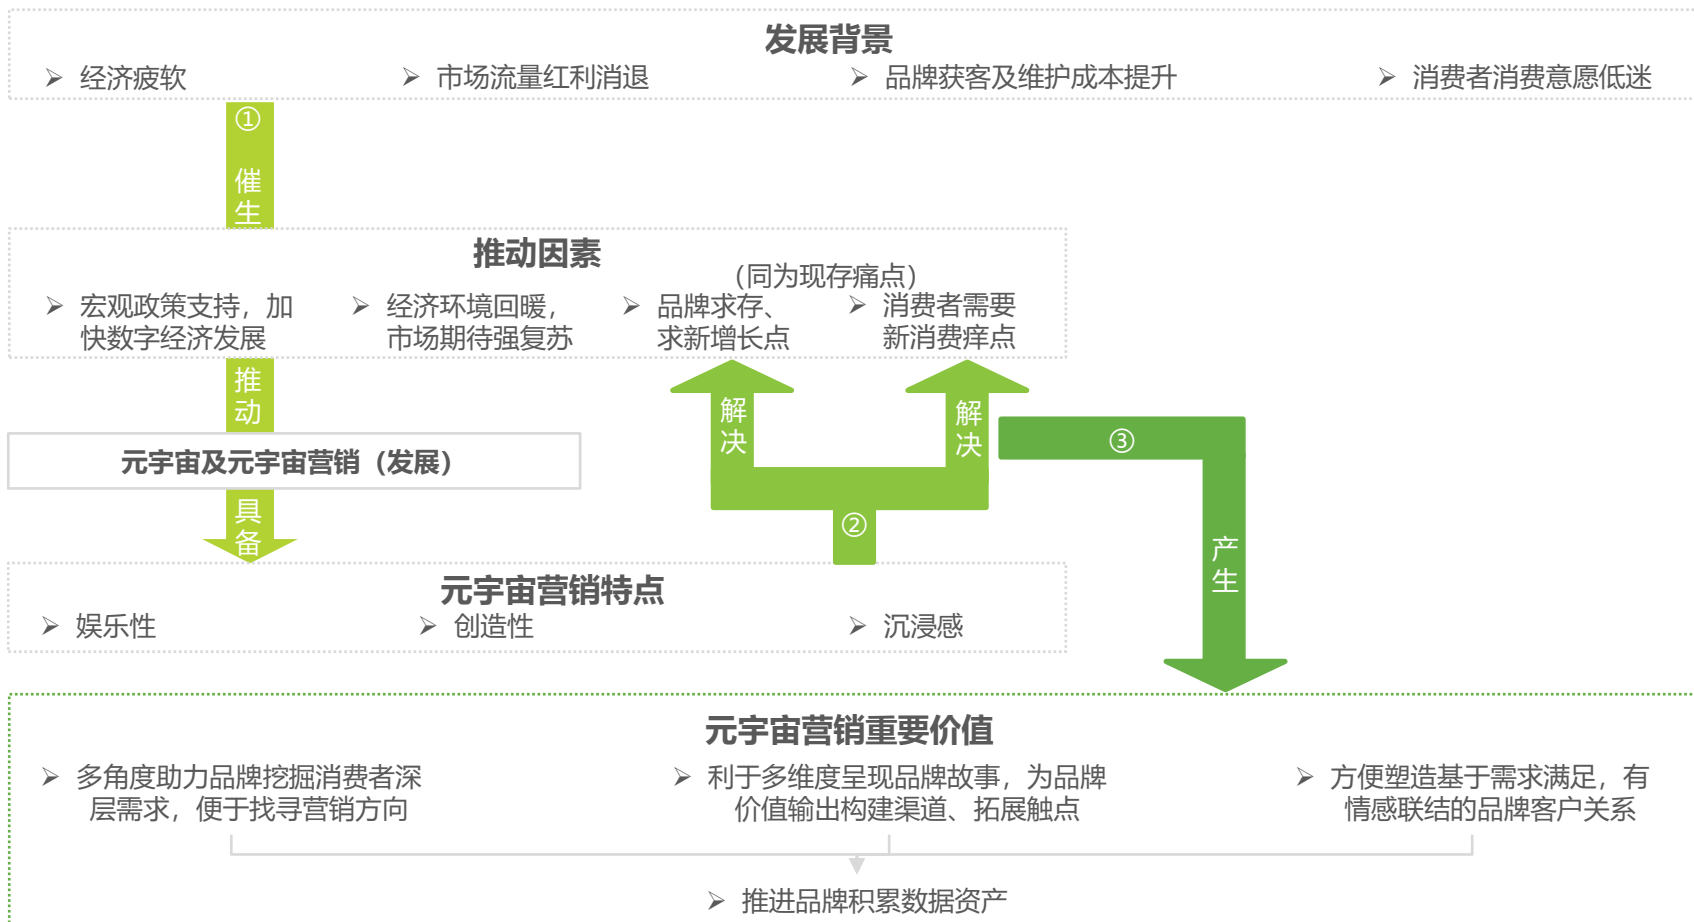 发展背景
➢ 经济疲软
➢ 市场流量红利消退
➢ 品牌获客及维护成本提升
➢ 消费者消费意愿低迷
①
催
生
推动因素
(同为现存痛点)
➢ 宏观政策支持，加
快数字经济发展
➢ 经济环境回暖，
市场期待强复苏
➢ 品牌求存、
求新增长点
➢ 消费者需要
新消费痒点
推
动
解
决
解
决
③
元宇宙及元宇宙营销（发展）
具
备
②
产
生
元宇宙营销特点
➢ 娱乐性
➢ 创造性
➢ 沉浸感
元宇宙营销重要价值
➢ 多角度助力品牌挖掘消费者深
层需求，便于找寻营销方向
➢ 利于多维度呈现品牌故事，为品牌
价值输出构建渠道、拓展触点
➢ 方便塑造基于需求满足，有
情感联结的品牌客户关系
➢ 推进品牌积累数据资产